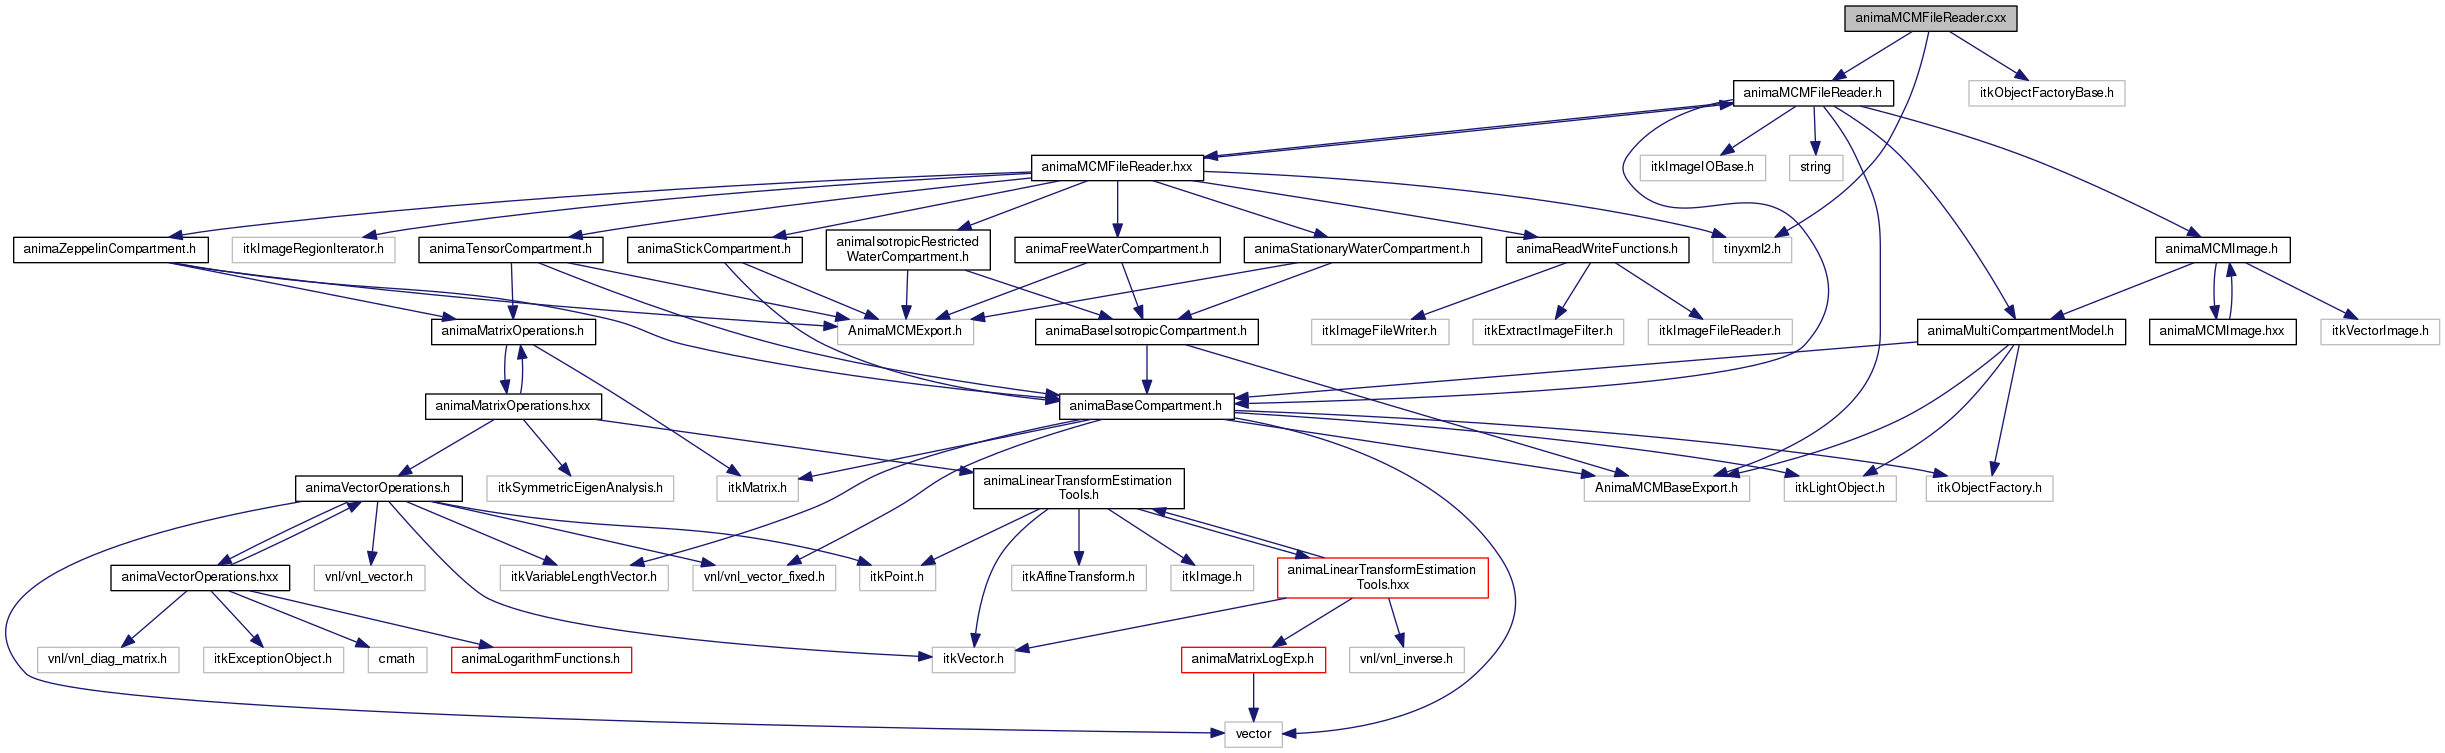 animaMCMFileReader.cxx
animaMCMFileReader.h
itkObjectFactoryBase.h
animaMCMFileReader.hxx
itkImageIOBase.h
string
animaZeppelinCompartment.h
itkImageRegionIterator.h
animaTensorCompartment.h
animaStickCompartment.h
animaIsotropicRestricted
WaterCompartment.h
animaFreeWaterCompartment.h
animaStationaryWaterCompartment.h
animaReadWriteFunctions.h
tinyxml2.h
animaMCMImage.h
animaMatrixOperations.h
AnimaMCMExport.h
animaBaseIsotropicCompartment.h
itkImageFileWriter.h
itkExtractImageFilter.h
itkImageFileReader.h
animaMultiCompartmentModel.h
animaMCMImage.hxx
itkVectorImage.h
animaMatrixOperations.hxx
animaBaseCompartment.h
animaVectorOperations.h
itkSymmetricEigenAnalysis.h
itkMatrix.h
animaLinearTransformEstimation
Tools.h
AnimaMCMBaseExport.h
itkLightObject.h
itkObjectFactory.h
animaVectorOperations.hxx
vnl/vnl_vector.h
itkVariableLengthVector.h
vnl/vnl_vector_fixed.h
itkPoint.h
itkAffineTransform.h
itkImage.h
animaLinearTransformEstimation
Tools.hxx
vnl/vnl_diag_matrix.h
itkExceptionObject.h
cmath
animaLogarithmFunctions.h
itkVector.h
animaMatrixLogExp.h
vnl/vnl_inverse.h
vector